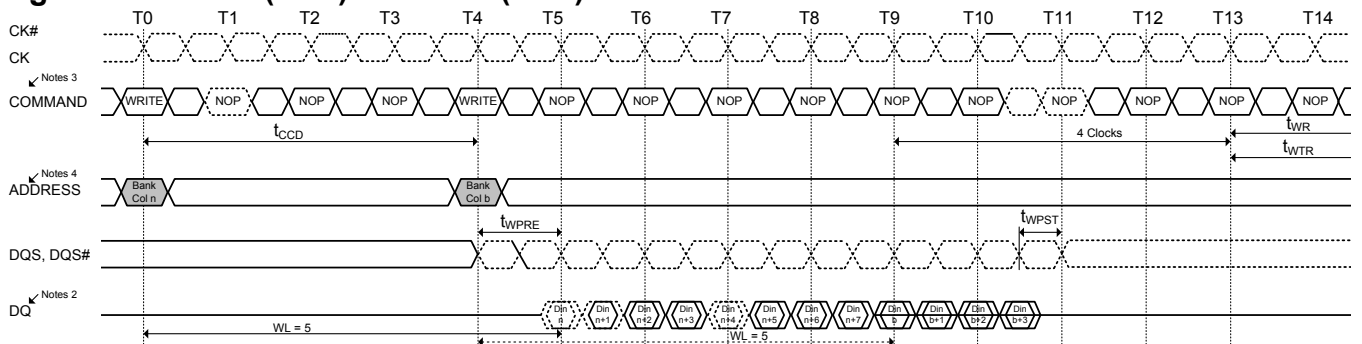 T0 T1 T2 T3 T4 T5 T6 T7 T8 T9 T10 T11 T12 T13 T14
CK#
CK
Notes 3
COMMAND WRITE NOP NOP NOP WRITE NOP NOP NOP NOP NOP NOP NOP NOP NOP NOP
tCCD 4 Clocks tWR
tWTR
Notes 4
ADDRESS Bank Col n Bank Col b
tWPRE tWPST
DQS, DQS#
Notes 2
DQ Din n Din n+1 Din n+2 Din n+3 Din n+4 Din n+5 Din n+6 Din n+7 Din b Din b+1 Din b+2 Din b+3
WL = 5 WL = 5